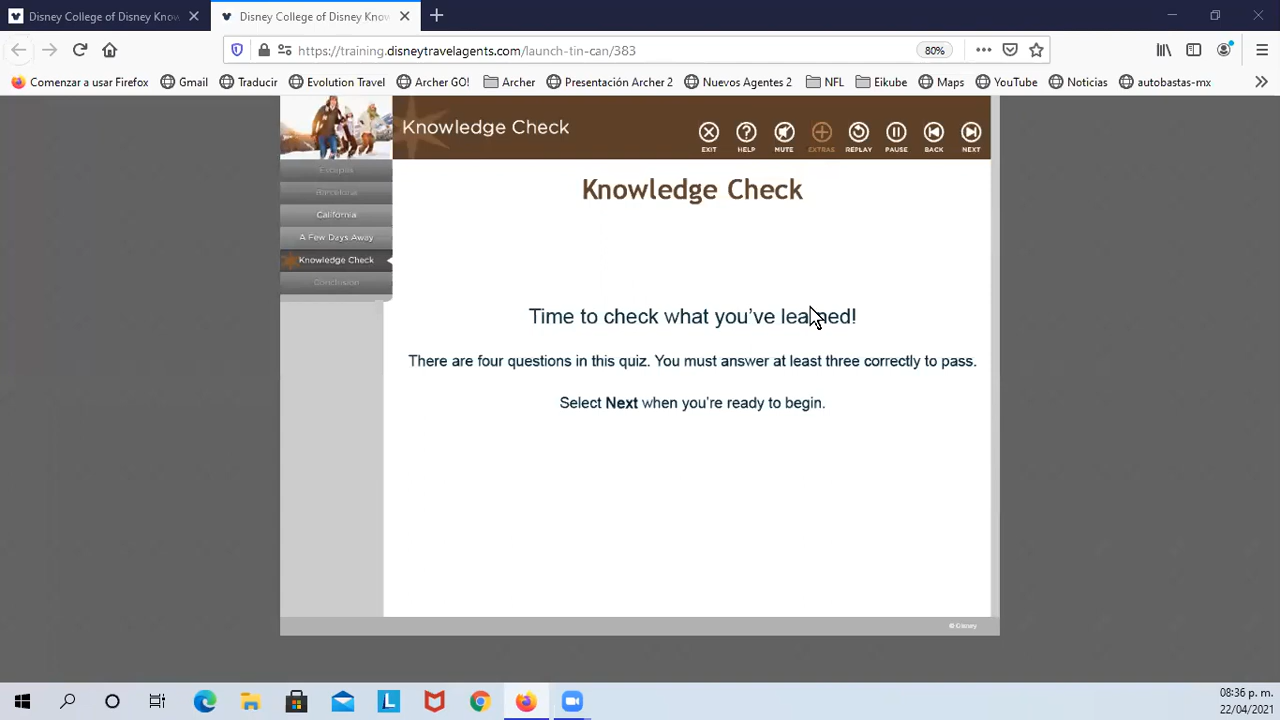 Disney College of Disney Know
Disney College of Disney Know
https://training.disneytravelagents.com/launch-tin-can/383
80%
Comenzar a usar Firefox
Gmail
Traducir
Evolution Travel
Archer GO!
Archer
Presentación Archer 2
Nuevos Agentes 2
NFL
Eikube
Maps
YouTube
Noticias
autobastas-mx
Knowledge Check
EXIT
HELP
MUTE
EXTRAS
REPLAY
PAUSE
BACK
NEXT
Barcelona
California
A Few Days Away
Knowledge Check
Conclusion
Knowledge Check
Time to check what you've learned!
There are four questions in this quiz. You must answer at least three correctly to pass.
Select Next when you're ready to begin.
© Disney
08:36 p. m.
22/04/2021